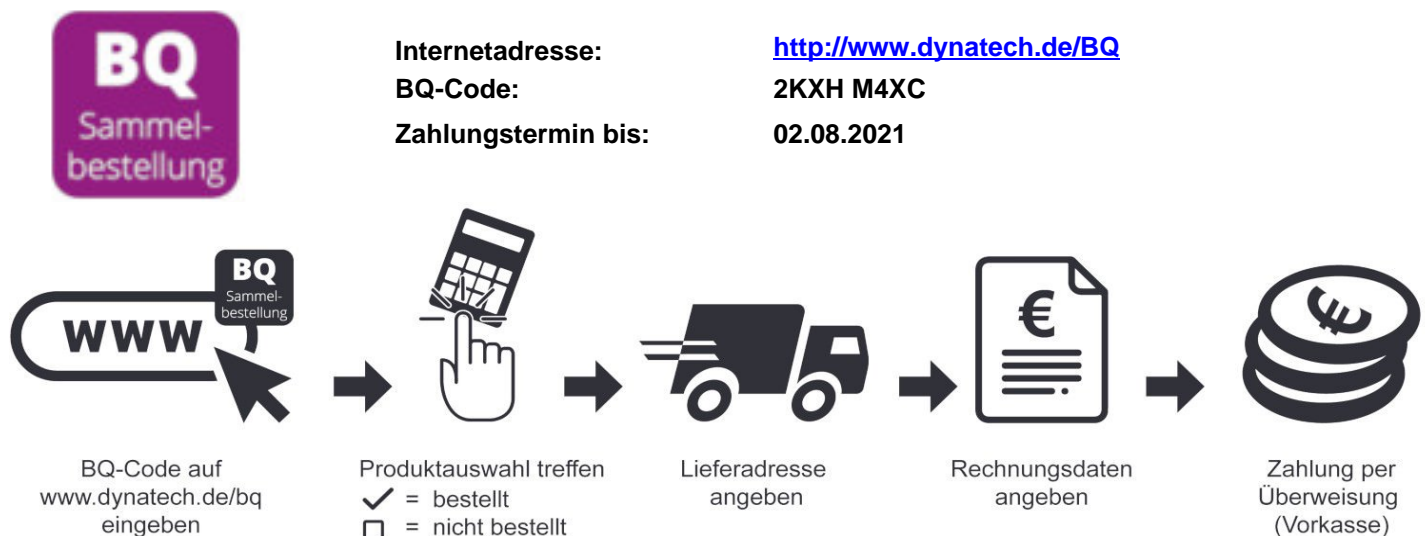 BQ
Sammel-
bestellung
Internetadresse: http://www.dynatech.de/BQ
BQ-Code: 2KXH M4XC
Zahlungstermin bis: 02.08.2021
www
BQ
Sammel-
bestellung
€
€
BQ-Code auf
www.dynatech.de/bq
eingeben
Produktauswahl treffen
✓ = bestellt
☐ = nicht bestellt
Lieferadresse
angeben
Rechnungsdaten
angeben
Zahlung per
Überweisung
(Vorkasse)